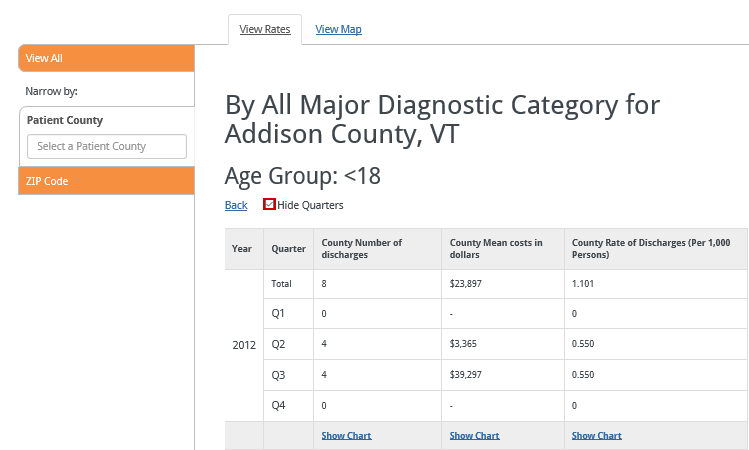 View Rates View Map
View All
Narrow by:
Patient County
Select a Patient County
ZIP Code
By All Major Diagnostic Category for
Addison County, VT
Age Group: <18
Back Hide Quarters
Year Quarter County Number of discharges County Mean costs in dollars County Rate of Discharges (Per 1,000 Persons)
Total 8 $23,897 1.101
Q1 0 - 0
2012 Q2 4 $3,365 0.550
Q3 4 $39,297 0.550
Q4 0 - 0
Show Chart Show Chart Show Chart